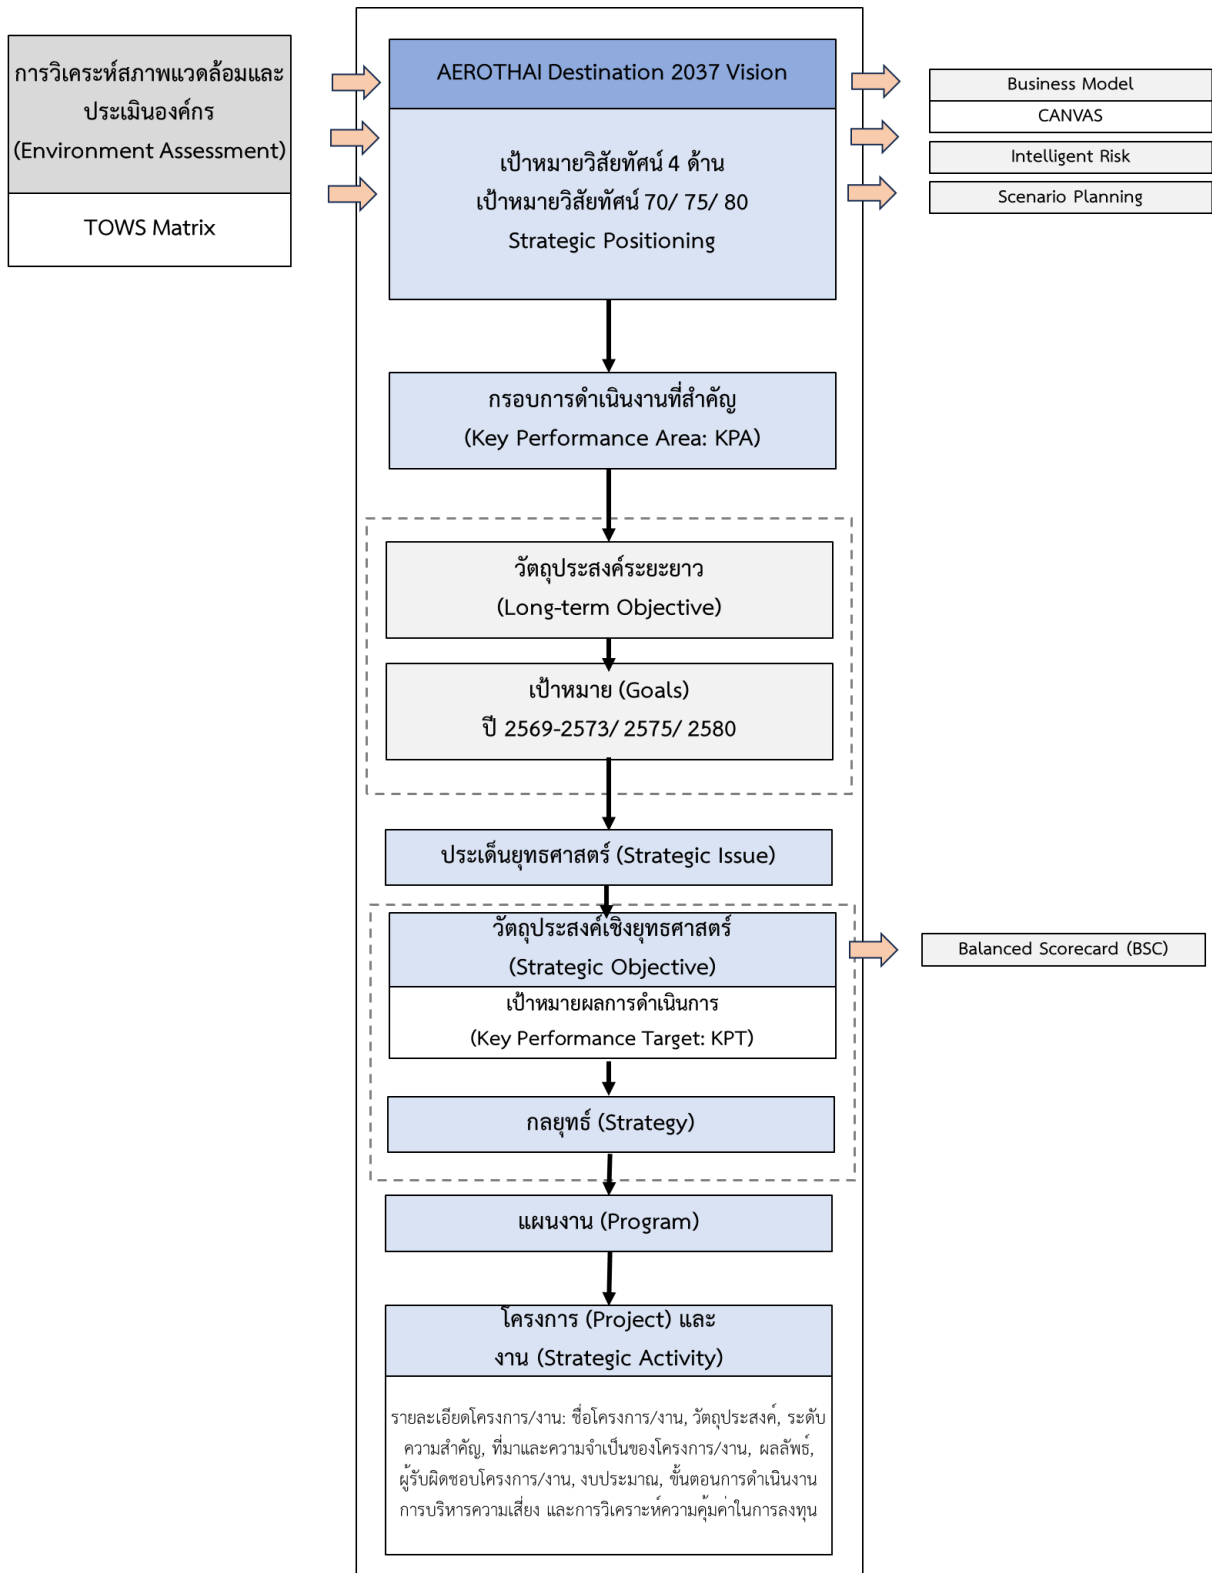 การวิเคระห์สภาพแวดล้อมและ
ประเมินองค์กร
(Environment Assessment)
TOWS Matrix
AEROTHAI Destination 2037 Vision
เป้าหมายวิสัยทัศน์ 4 ด้าน
เป้าหมายวิสัยทัศน์ 70/ 75/ 80
Strategic Positioning
Business Model
CANVAS
Intelligent Risk
Scenario Planning
กรอบการดำเนินงานที่สำคัญ
(Key Performance Area: KPA)
วัตถุประสงค์ระยะยาว
(Long-term Objective)
เป้าหมาย (Goals)
ปี 2569-2573/ 2575/ 2580
ประเด็นยุทธศาสตร์ (Strategic Issue)
วัตถุประสงค์เชิงยุทธศาสตร์
(Strategic Objective)
เป้าหมายผลการดำเนินการ
(Key Performance Target: KPT)
Balanced Scorecard (BSC)
กลยุทธ์ (Strategy)
แผนงาน (Program)
โครงการ (Project) และ
งาน (Strategic Activity)
รายละเอียดโครงการ/งาน: ชื่อโครงการ/งาน, วัตถุประสงค์, ระดับ
ความสำคัญ, ที่มาและความจำเป็นของโครงการ/งาน, ผลลัพธ์,
ผู้รับผิดชอบโครงการ/งาน, งบประมาณ, ขั้นตอนการดำเนินงาน
การบริหารความเสี่ยง และการวิเคราะห์ความคุ้มค่าในการลงทุน